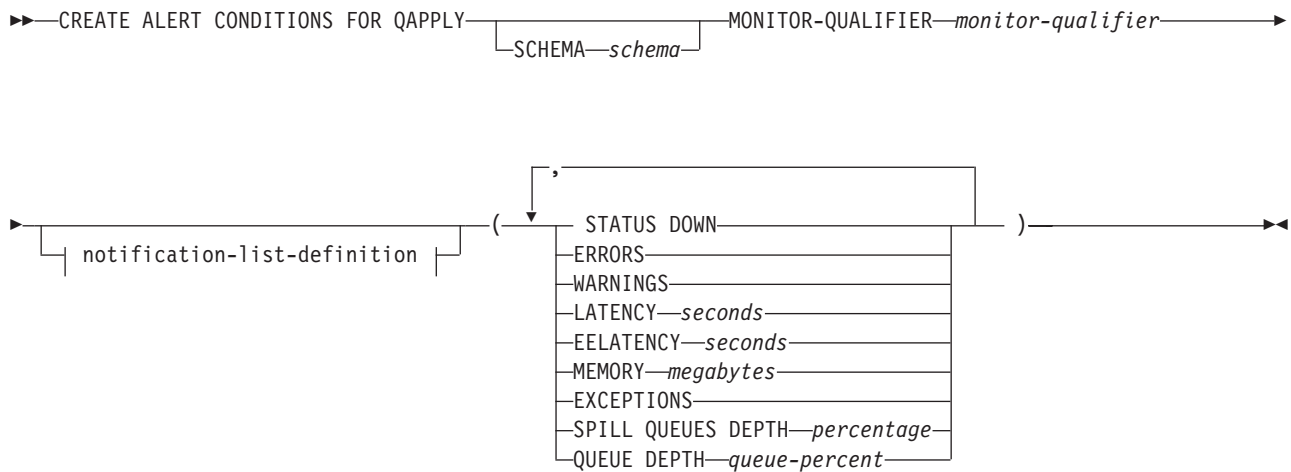 CREATE ALERT CONDITIONS FOR QAPPLY MONITOR-QUALIFIER monitor-qualifier
SCHEMA schema
,
( STATUS DOWN )
notification-list-definition
ERRORS
WARNINGS
LATENCY seconds
EELATENCY seconds
MEMORY megabytes
EXCEPTIONS
SPILL QUEUES DEPTH percentage
QUEUE DEPTH queue-percent